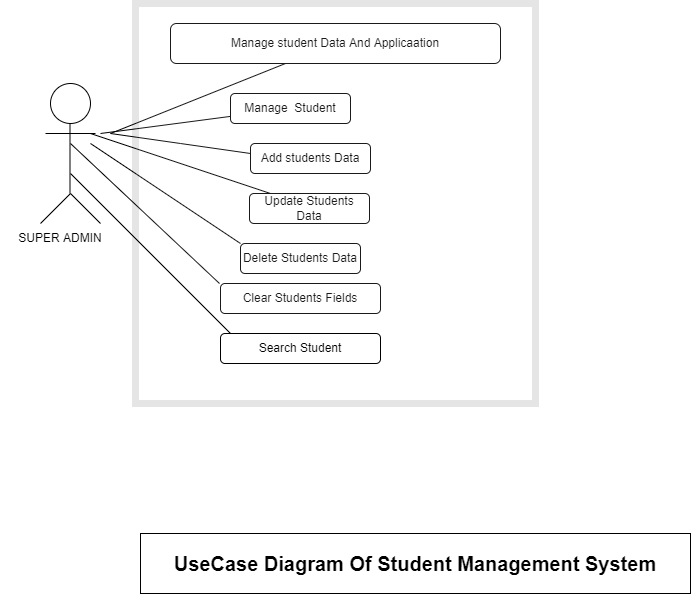 Manage student Data And Applicaation
Manage Student
Add students Data
Update Students
Data
SUPER ADMIN
Delete Students Data
Clear Students Fields
Search Student
UseCase Diagram Of Student Management System